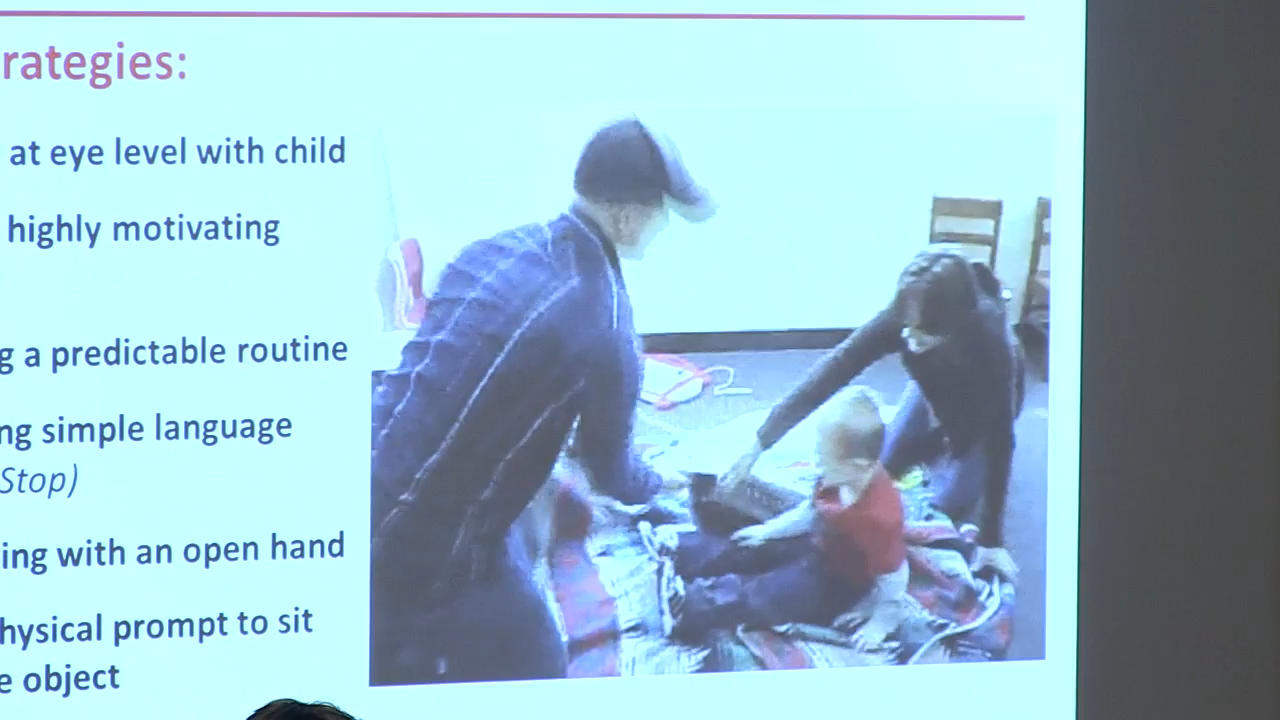 rategies:
at eye level with child
highly motivating
g a predictable routine
ng simple language
Stop)
ing with an open hand
hysical prompt to sit
e object